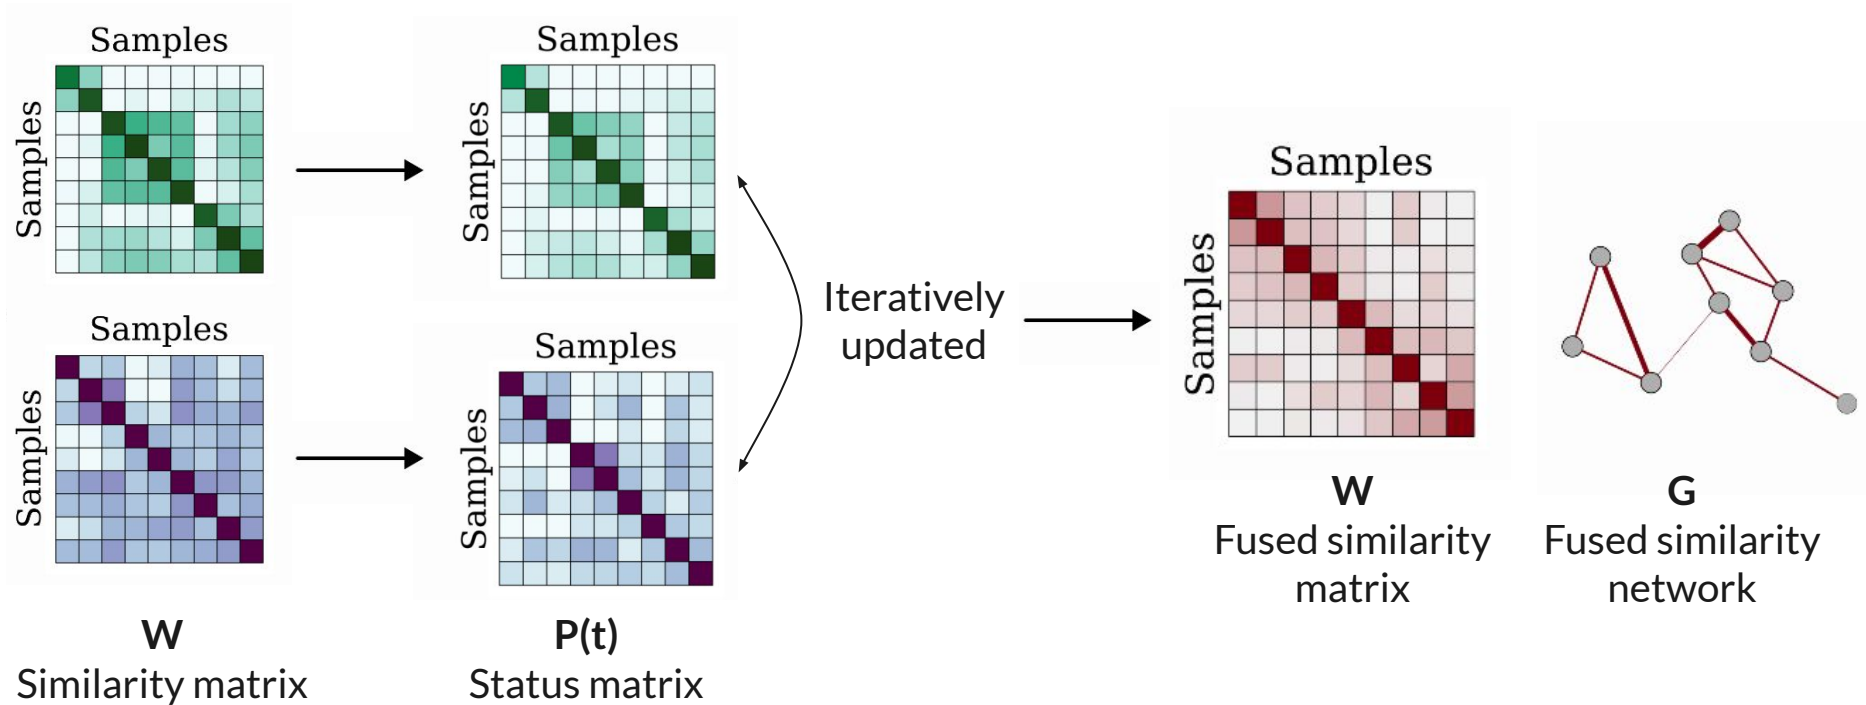 Samples
Samples
Samples
Samples
Samples
Samples
Samples
Samples
Iteratively
updated
Samples
Samples
W
Similarity matrix
P(t)
Status matrix
W
Fused similarity
matrix
G
Fused similarity
network